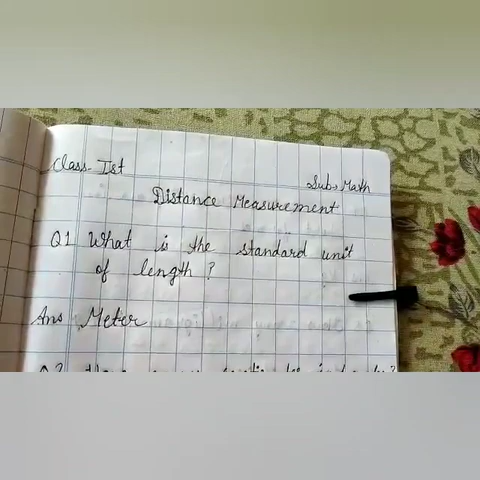 Class- Ist
Sub:- Math
Distance Measurement
Q1 What is the standard unit
of length ?
Ans Meter